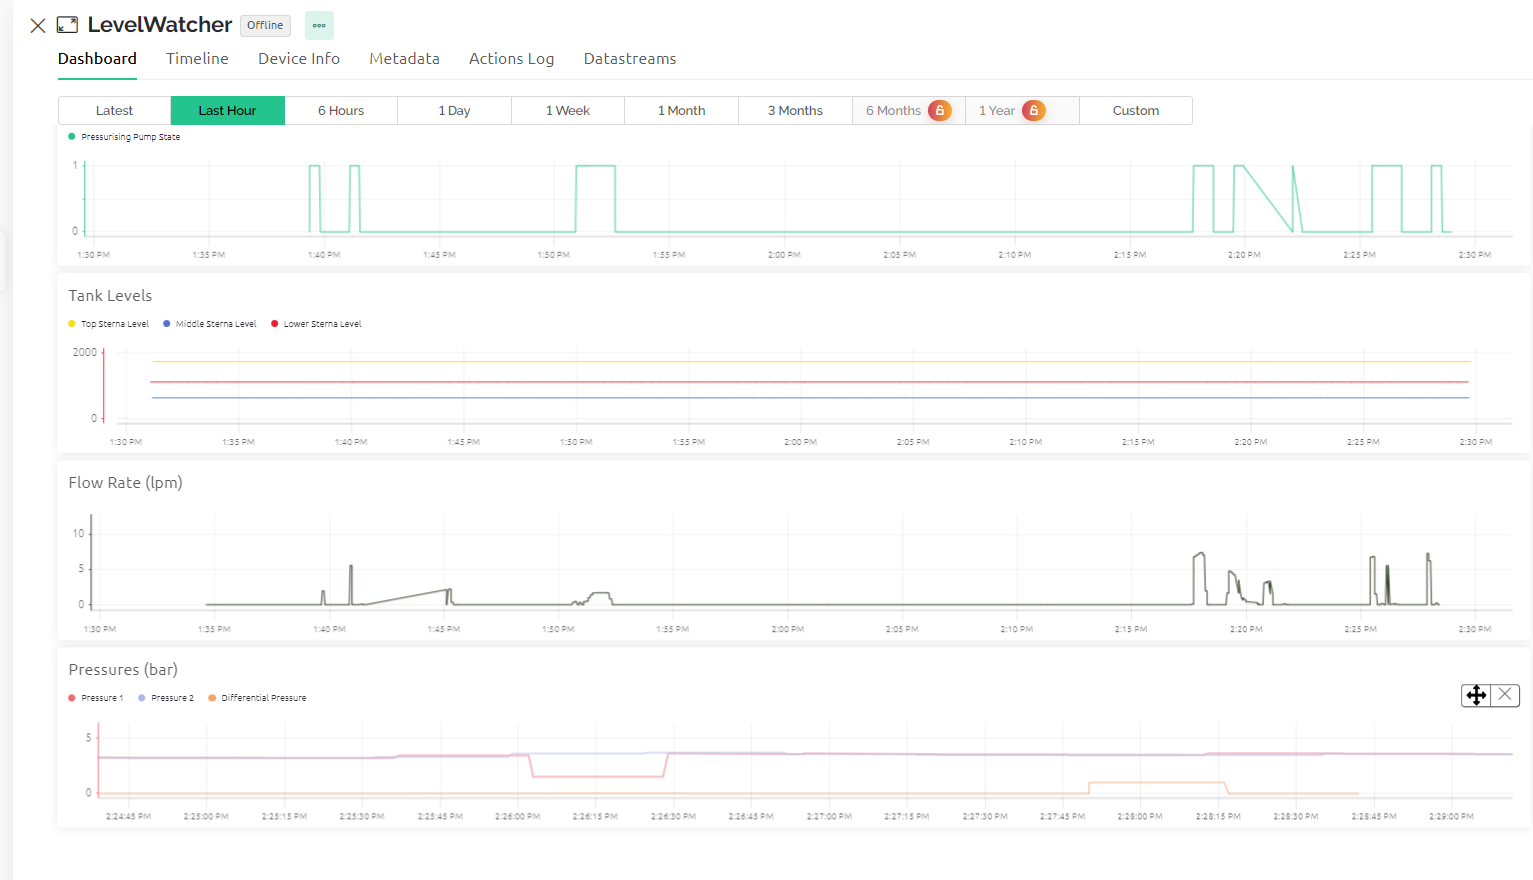 LevelWatcher Offline
Dashboard Timeline Device Info Metadata Actions Log Datastreams
Latest Last Hour 6 Hours 1 Day 1 Week 1 Month 3 Months 6 Months 1 Year Custom
Pressurising Pump State
1
0
1:30 PM 1:35 PM 1:40 PM 1:45 PM 1:50 PM 1:55 PM 2:00 PM 2:05 PM 2:10 PM 2:15 PM 2:20 PM 2:25 PM 2:30 PM
Tank Levels
Top Sterna Level Middle Sterna Level Lower Sterna Level
2000
0
1:30 PM 1:35 PM 1:40 PM 1:45 PM 1:50 PM 1:55 PM 2:00 PM 2:05 PM 2:10 PM 2:15 PM 2:20 PM 2:25 PM 2:30 PM
Flow Rate (lpm)
10
5
0
1:30 PM 1:35 PM 1:40 PM 1:45 PM 1:50 PM 1:55 PM 2:00 PM 2:05 PM 2:10 PM 2:15 PM 2:20 PM 2:25 PM 2:30 PM
Pressures (bar)
Pressure 1 Pressure 2 Differential Pressure
5
0
2:24:45 PM 2:25:00 PM 2:25:15 PM 2:25:30 PM 2:25:45 PM 2:26:00 PM 2:26:15 PM 2:26:30 PM 2:26:45 PM 2:27:00 PM 2:27:15 PM 2:27:30 PM 2:27:45 PM 2:28:00 PM 2:28:15 PM 2:28:30 PM 2:28:45 PM 2:29:00 PM